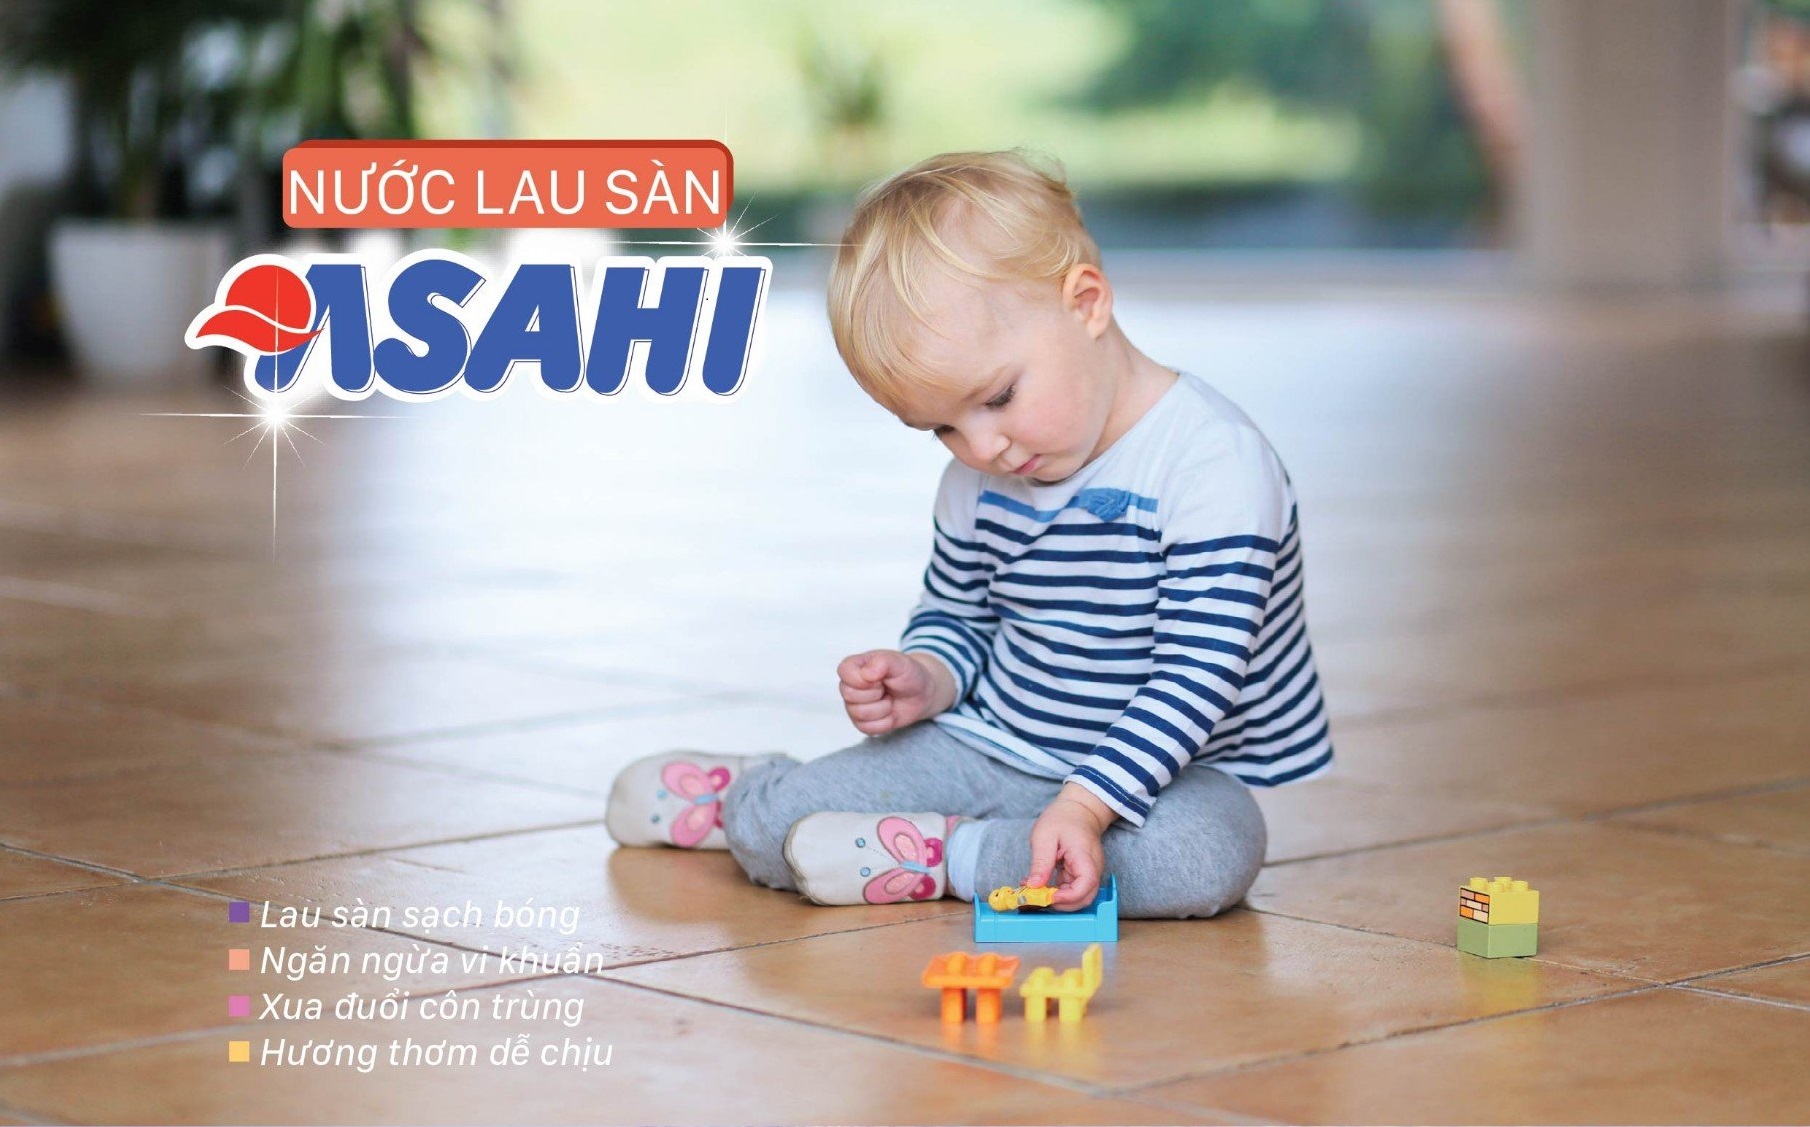 NƯỚC LAU SÀN
ASAHI
Lau sàn sạch bóng
Ngăn ngừa vi khuẩn
Xua đuổi côn trùng
Hương thơm dễ chịu